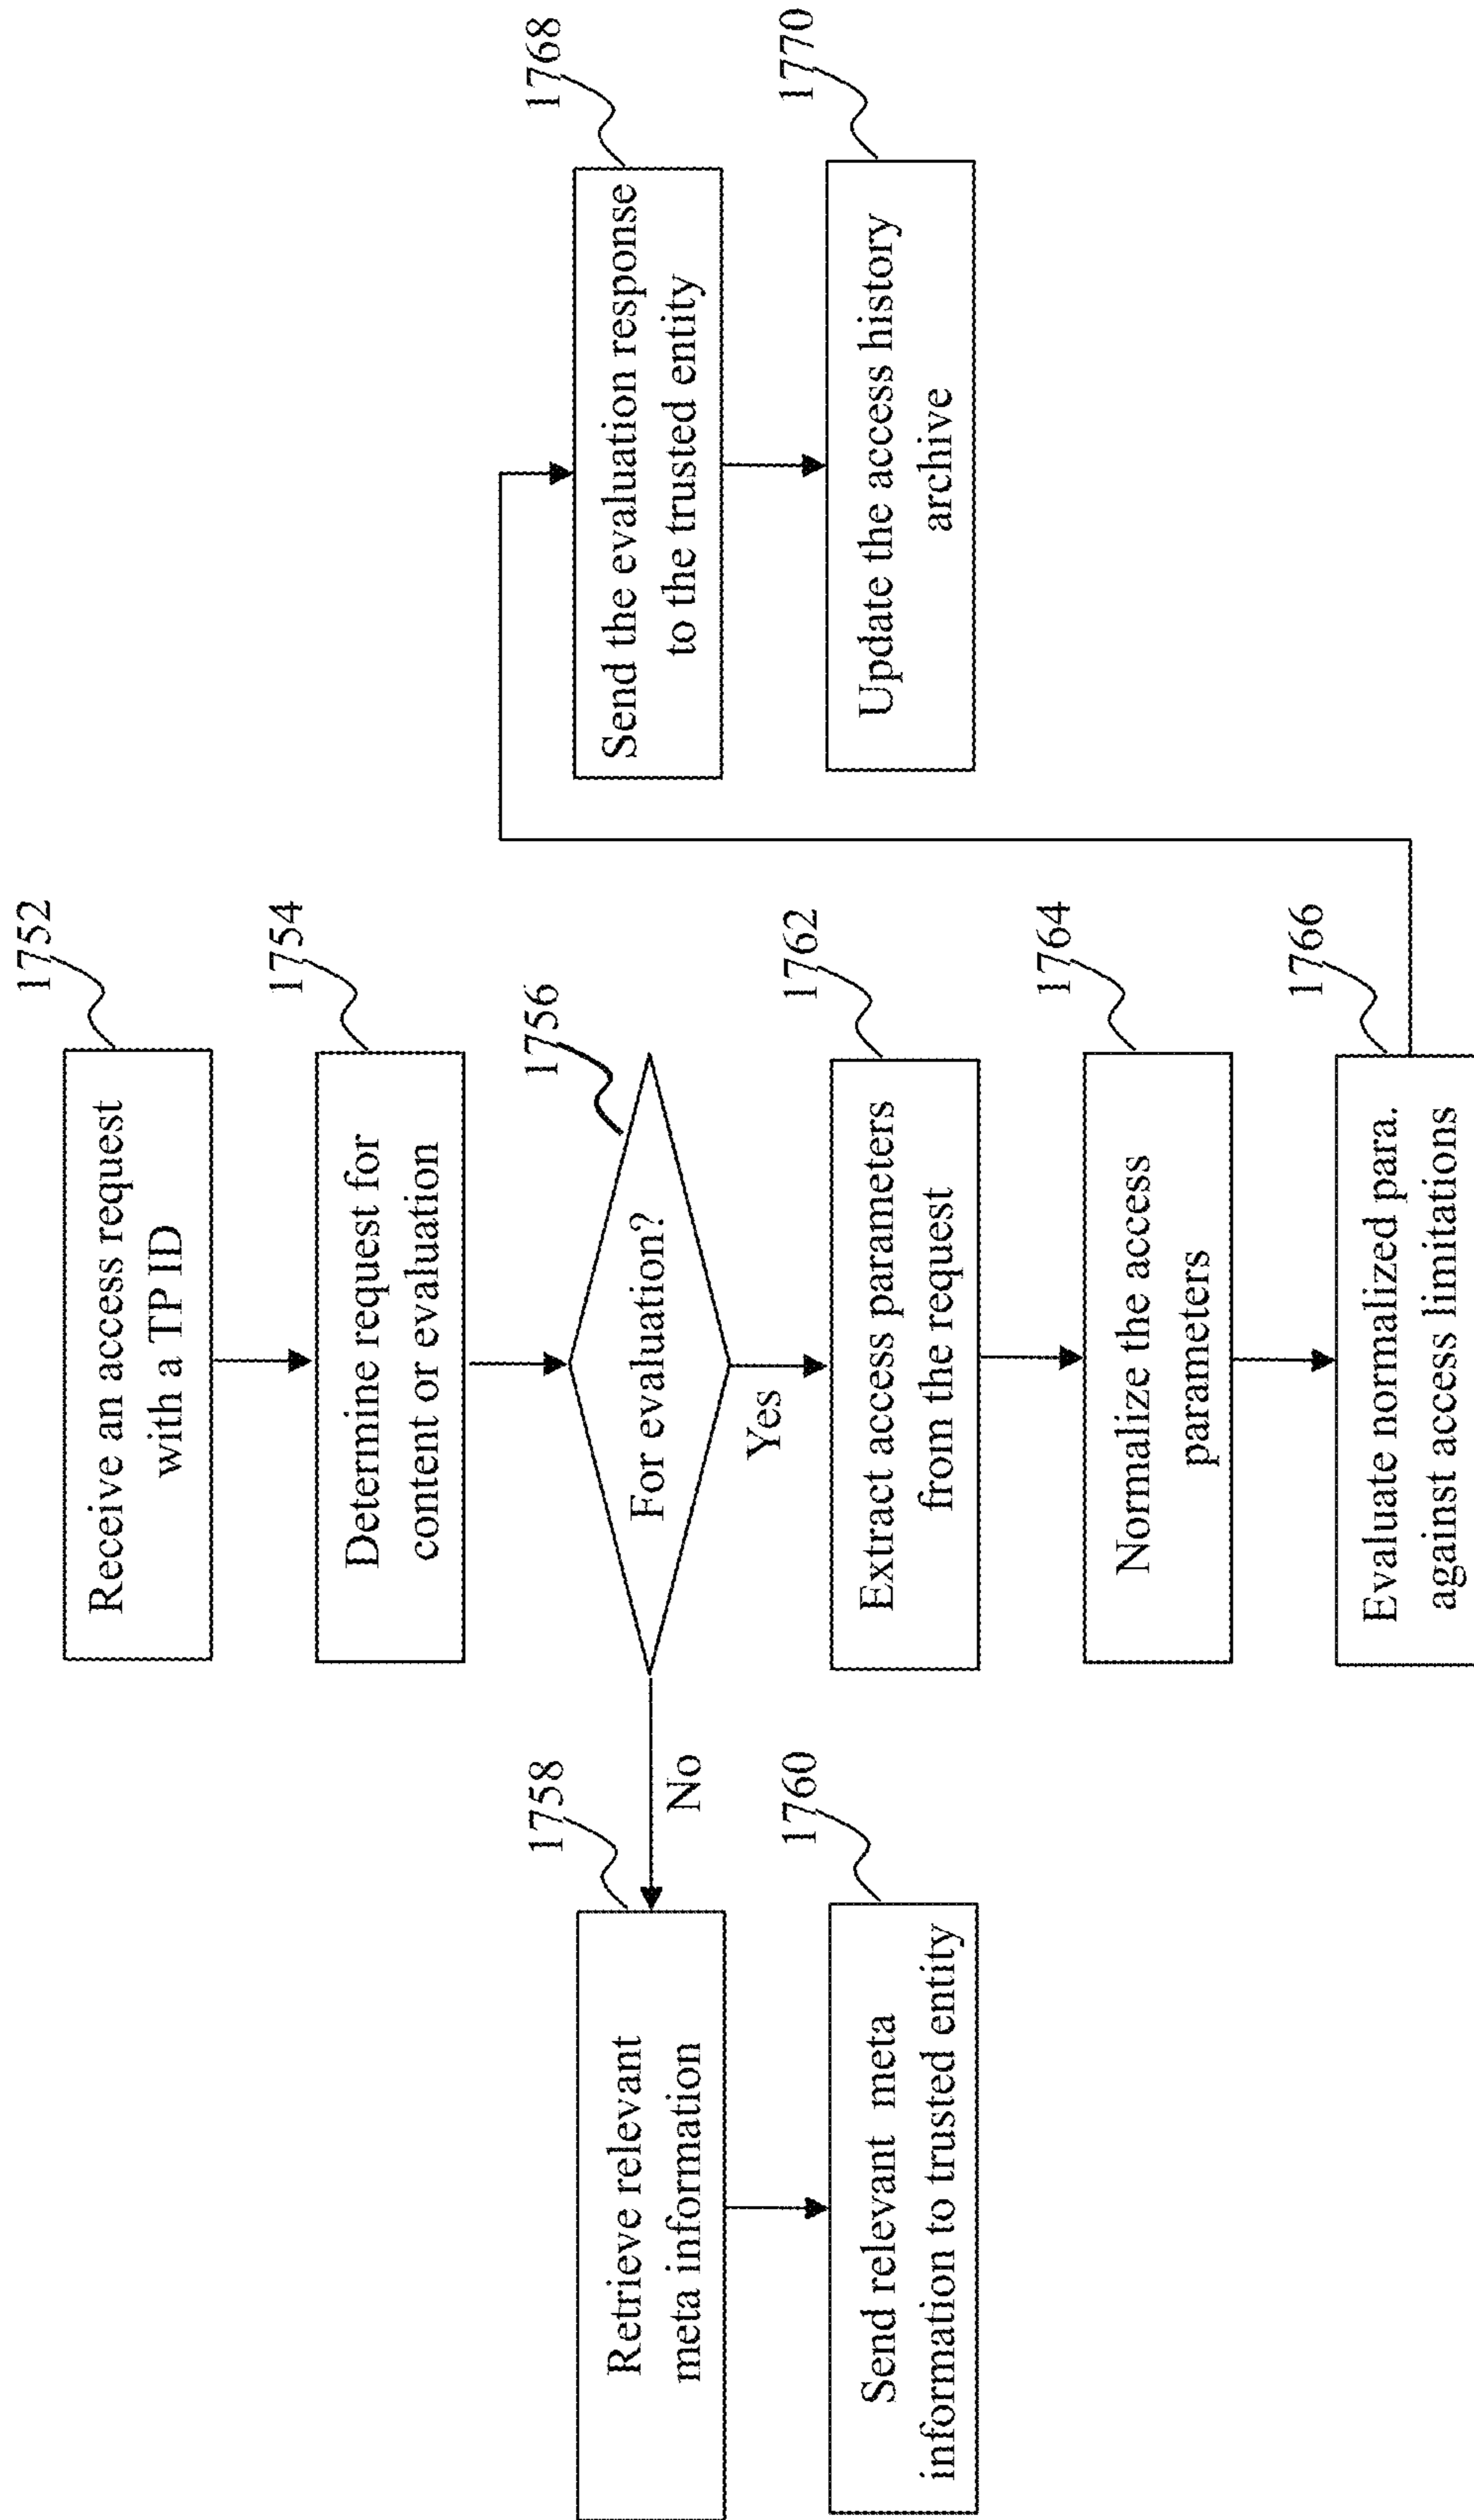 1752
Receive an access request
with a TP ID
1754
Determine request for
content or evaluation
1756
For evaluation?
No
Yes
1758
Retrieve relevant
meta information
1760
Send relevant meta
information to trusted entity
1762
Extract access parameters
from the request
1764
Normalize the access
parameters
1766
Evaluate normalized para.
against access limitations
1768
Send the evaluation response
to the trusted entity
1770
Update the access history
archive